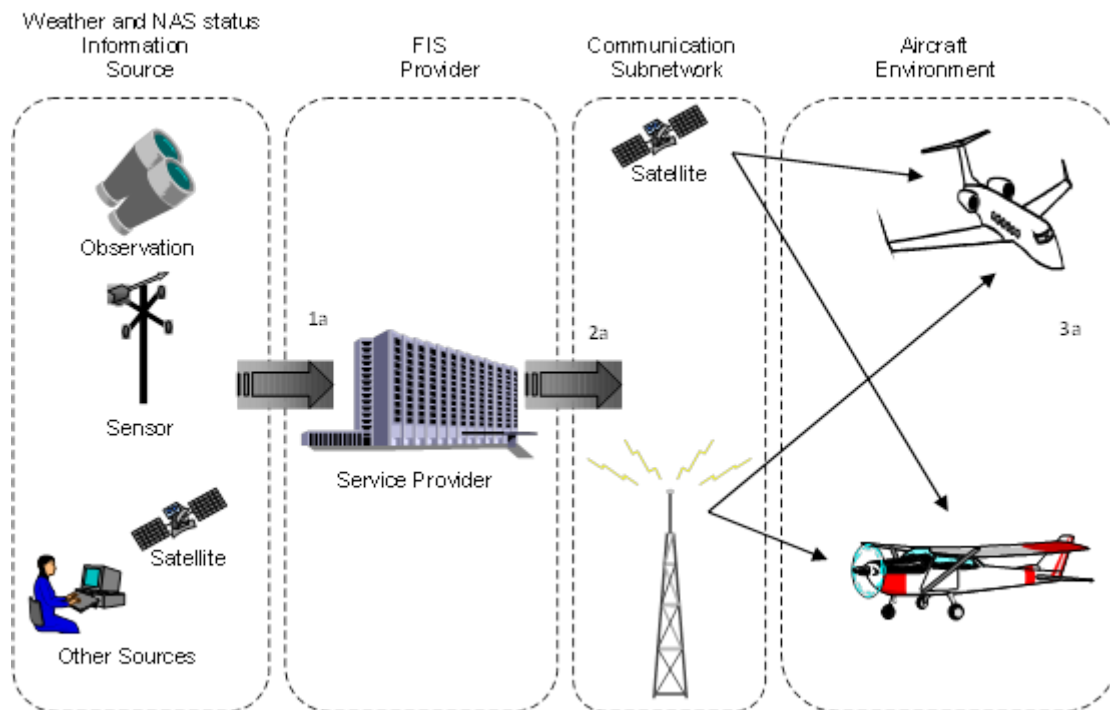 Weather and NAS status
Information
Source
FIS
Provider
Communication
Subnetwork
Aircraft
Environment
Observation
Sensor
Satellite
Other Sources
1a
Service Provider
2a
Satellite
3a